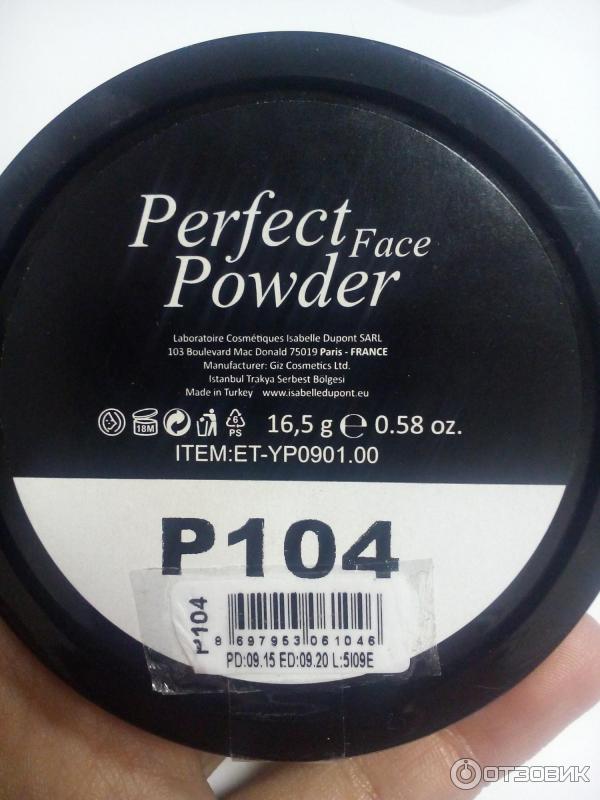 Perfect Face
Powder
Laboratoire Cosmétiques Isabelle Dupont SARL
103 Boulevard Mac Donald 75019 Paris - FRANCE
Manufacturer: Giz Cosmetics Ltd.
Istanbul Trakya Serbest Bölgesi
Made in Turkey www.isabelledupont.eu
18M 6 PS 16,5 g e 0.58 oz.
ITEM:ET-YP0901.00
P104
P104
8 697953 061046
PD:09.15 ED:09.20 L:5I09E
ОТЗОВИК